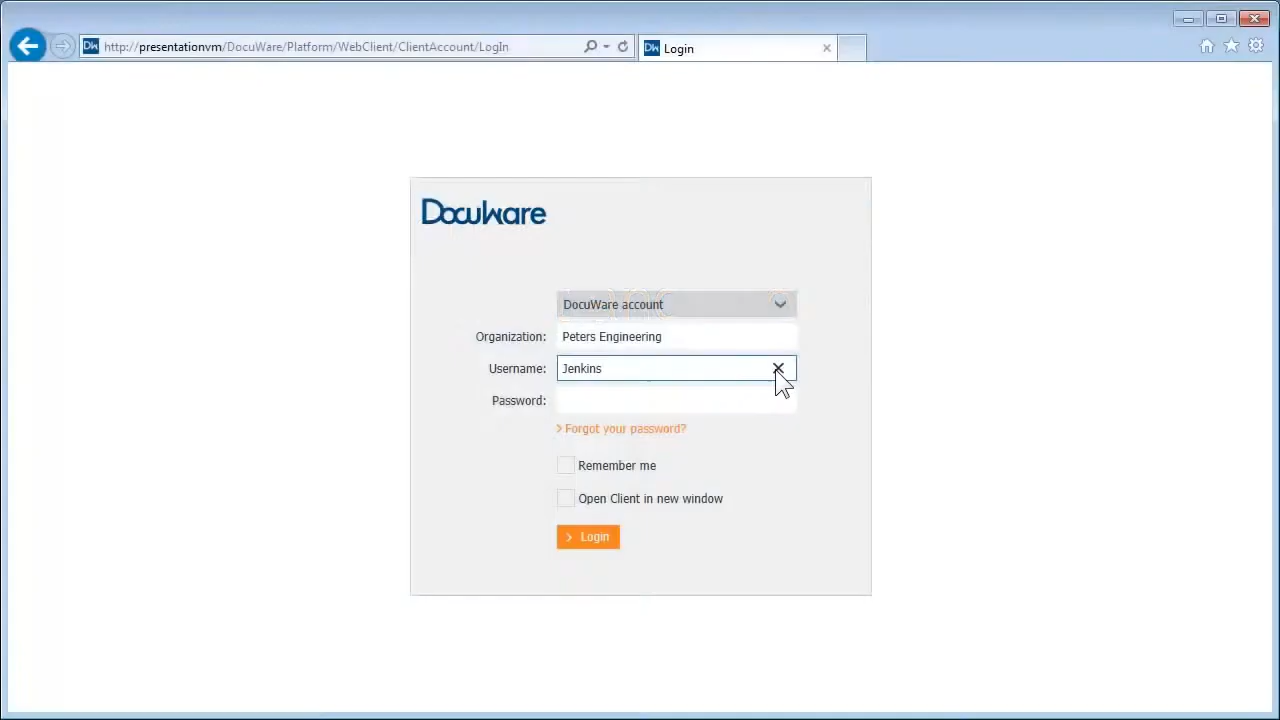 http://presentationvm/DocuWare/Platform/WebClient/ClientAccount/LogIn
DW Login
DocuWare
DocuWare account
Organization: Peters Engineering
Username: Jenkins
Password:
> Forgot your password?
Remember me
Open Client in new window
> Login